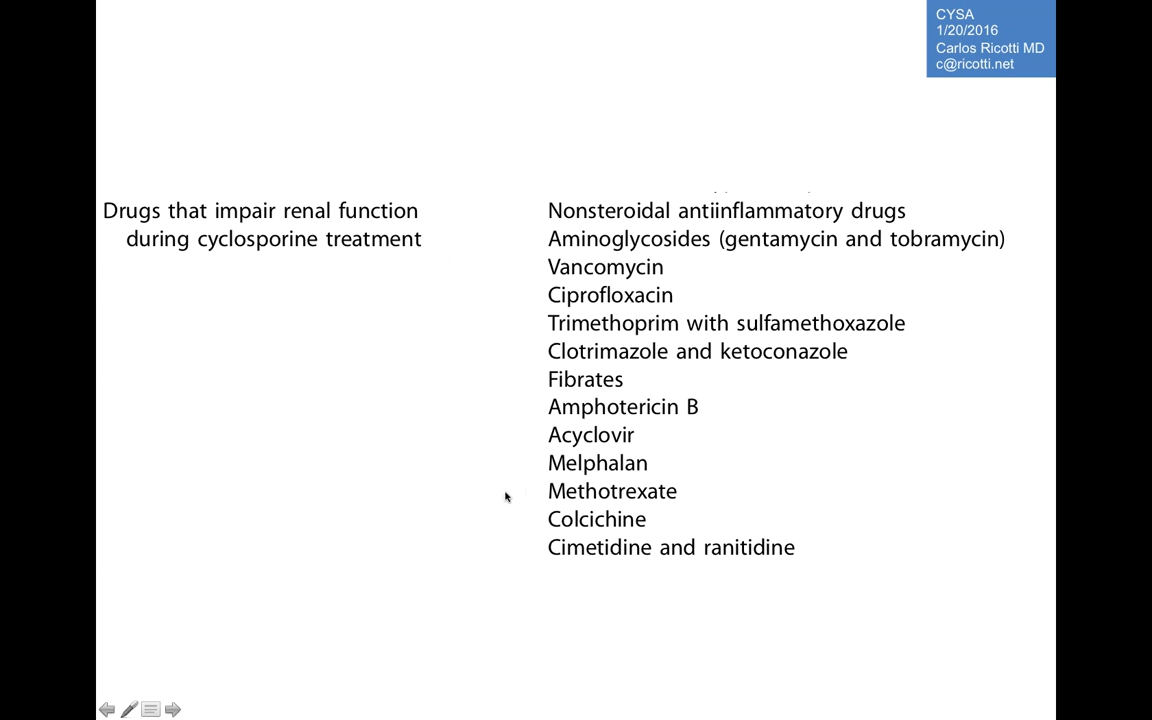 CYSA
1/20/2016
Carlos Ricotti MD
c@ricotti.net
Drugs that impair renal function
during cyclosporine treatment
Nonsteroidal antiinflammatory drugs
Aminoglycosides (gentamycin and tobramycin)
Vancomycin
Ciprofloxacin
Trimethoprim with sulfamethoxazole
Clotrimazole and ketoconazole
Fibrates
Amphotericin B
Acyclovir
Melphalan
Methotrexate
Colcichine
Cimetidine and ranitidine